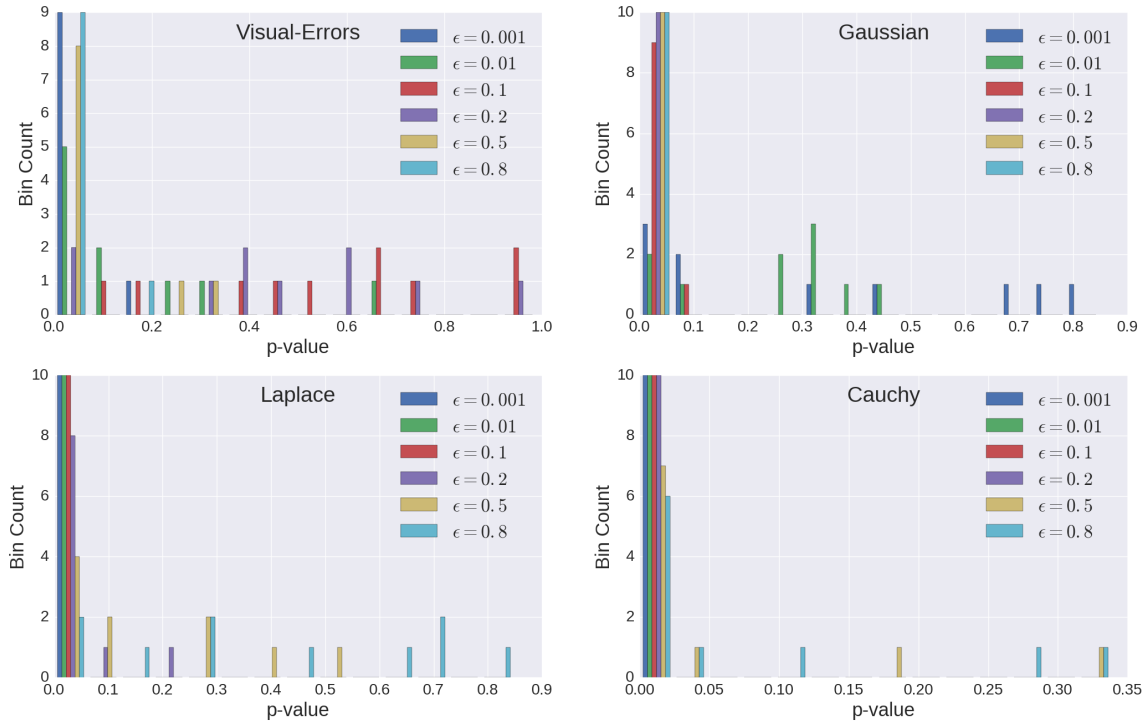 Visual-Errors
9
8
7
6
5
4
3
2
1
0
Bin Count
0.0 0.2 0.4 0.6 0.8 1.0
p-value
ϵ = 0.001
ϵ = 0.01
ϵ = 0.1
ϵ = 0.2
ϵ = 0.5
ϵ = 0.8
Gaussian
10
8
6
4
2
0
Bin Count
0.0 0.1 0.2 0.3 0.4 0.5 0.6 0.7 0.8 0.9
p-value
ϵ = 0.001
ϵ = 0.01
ϵ = 0.1
ϵ = 0.2
ϵ = 0.5
ϵ = 0.8
Laplace
10
8
6
4
2
0
Bin Count
0.0 0.1 0.2 0.3 0.4 0.5 0.6 0.7 0.8 0.9
p-value
ϵ = 0.001
ϵ = 0.01
ϵ = 0.1
ϵ = 0.2
ϵ = 0.5
ϵ = 0.8
Cauchy
10
8
6
4
2
0
Bin Count
0.00 0.05 0.10 0.15 0.20 0.25 0.30 0.35
p-value
ϵ = 0.001
ϵ = 0.01
ϵ = 0.1
ϵ = 0.2
ϵ = 0.5
ϵ = 0.8